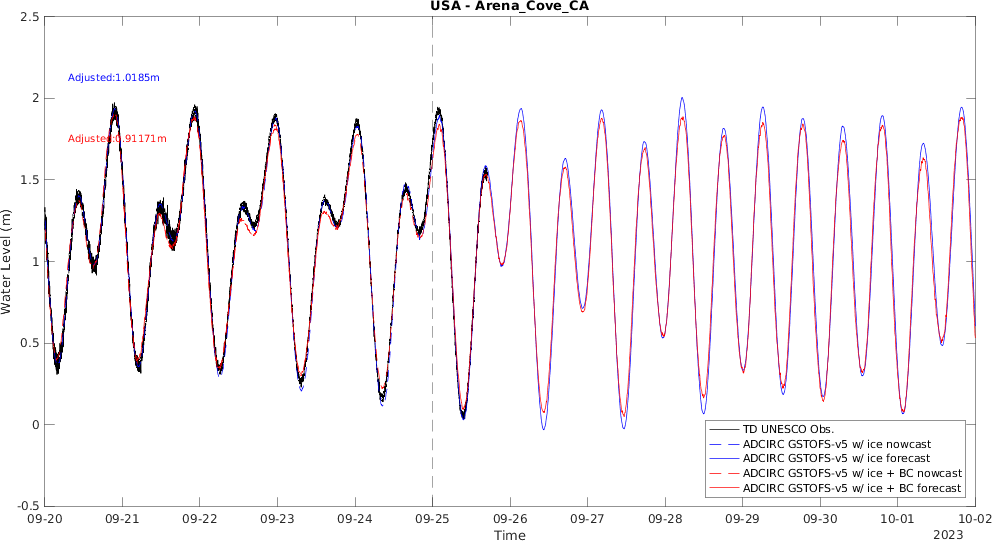 USA - Arena_Cove_CA
2.5
2
1.5
1
0.5
0
-0.5
Water Level (m)
Adjusted:1.0185m
Adjusted:0.91171m
TD UNESCO Obs.
ADCIRC GSTOFS-v5 w/ ice nowcast
ADCIRC GSTOFS-v5 w/ ice forecast
ADCIRC GSTOFS-v5 w/ ice + BC nowcast
ADCIRC GSTOFS-v5 w/ ice + BC forecast
09-20 09-21 09-22 09-23 09-24 09-25 09-26 09-27 09-28 09-29 09-30 10-01 10-02
Time
2023